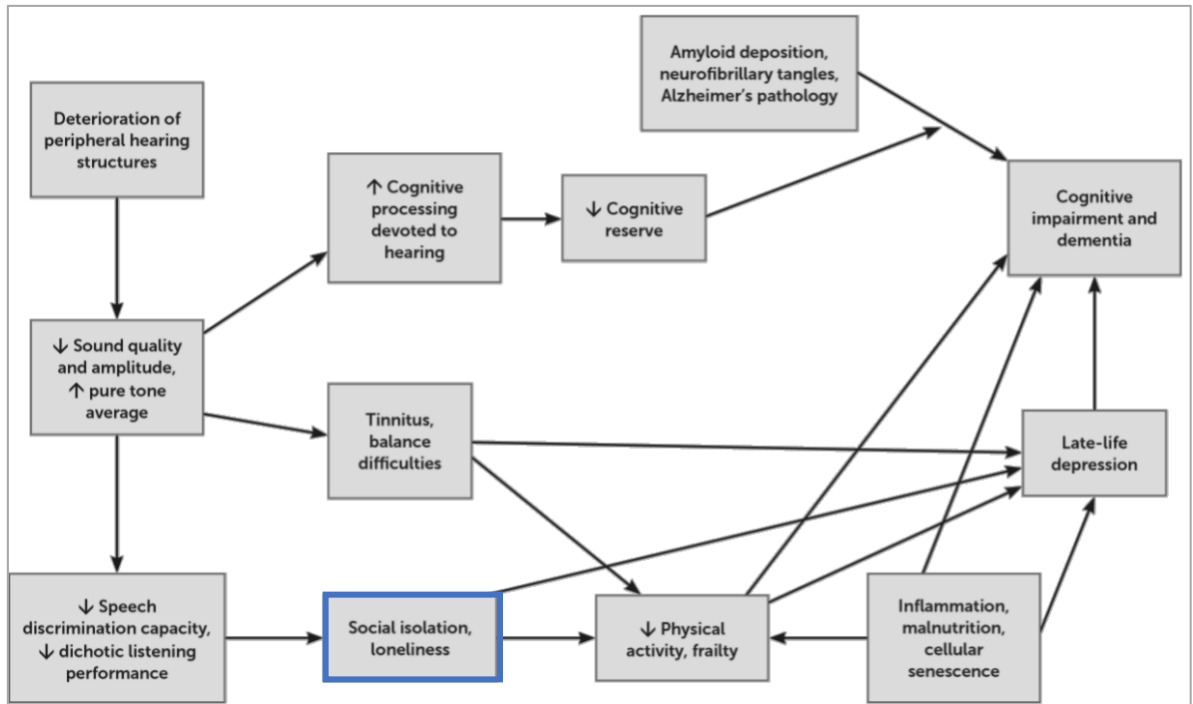 Amyloid deposition,
neurofibrillary tangles,
Alzheimer's pathology
Deterioration of
peripheral hearing
structures
↑ Cognitive
processing
devoted to
hearing
↓ Cognitive
reserve
Cognitive
impairment and
dementia
↓ Sound quality
and amplitude,
↑ pure tone
average
Tinnitus,
balance
difficulties
Late-life
depression
↓ Speech
discrimination capacity,
↓ dichotic listening
performance
Social isolation,
loneliness
↓ Physical
activity, frailty
Inflammation,
malnutrition,
cellular
senescence